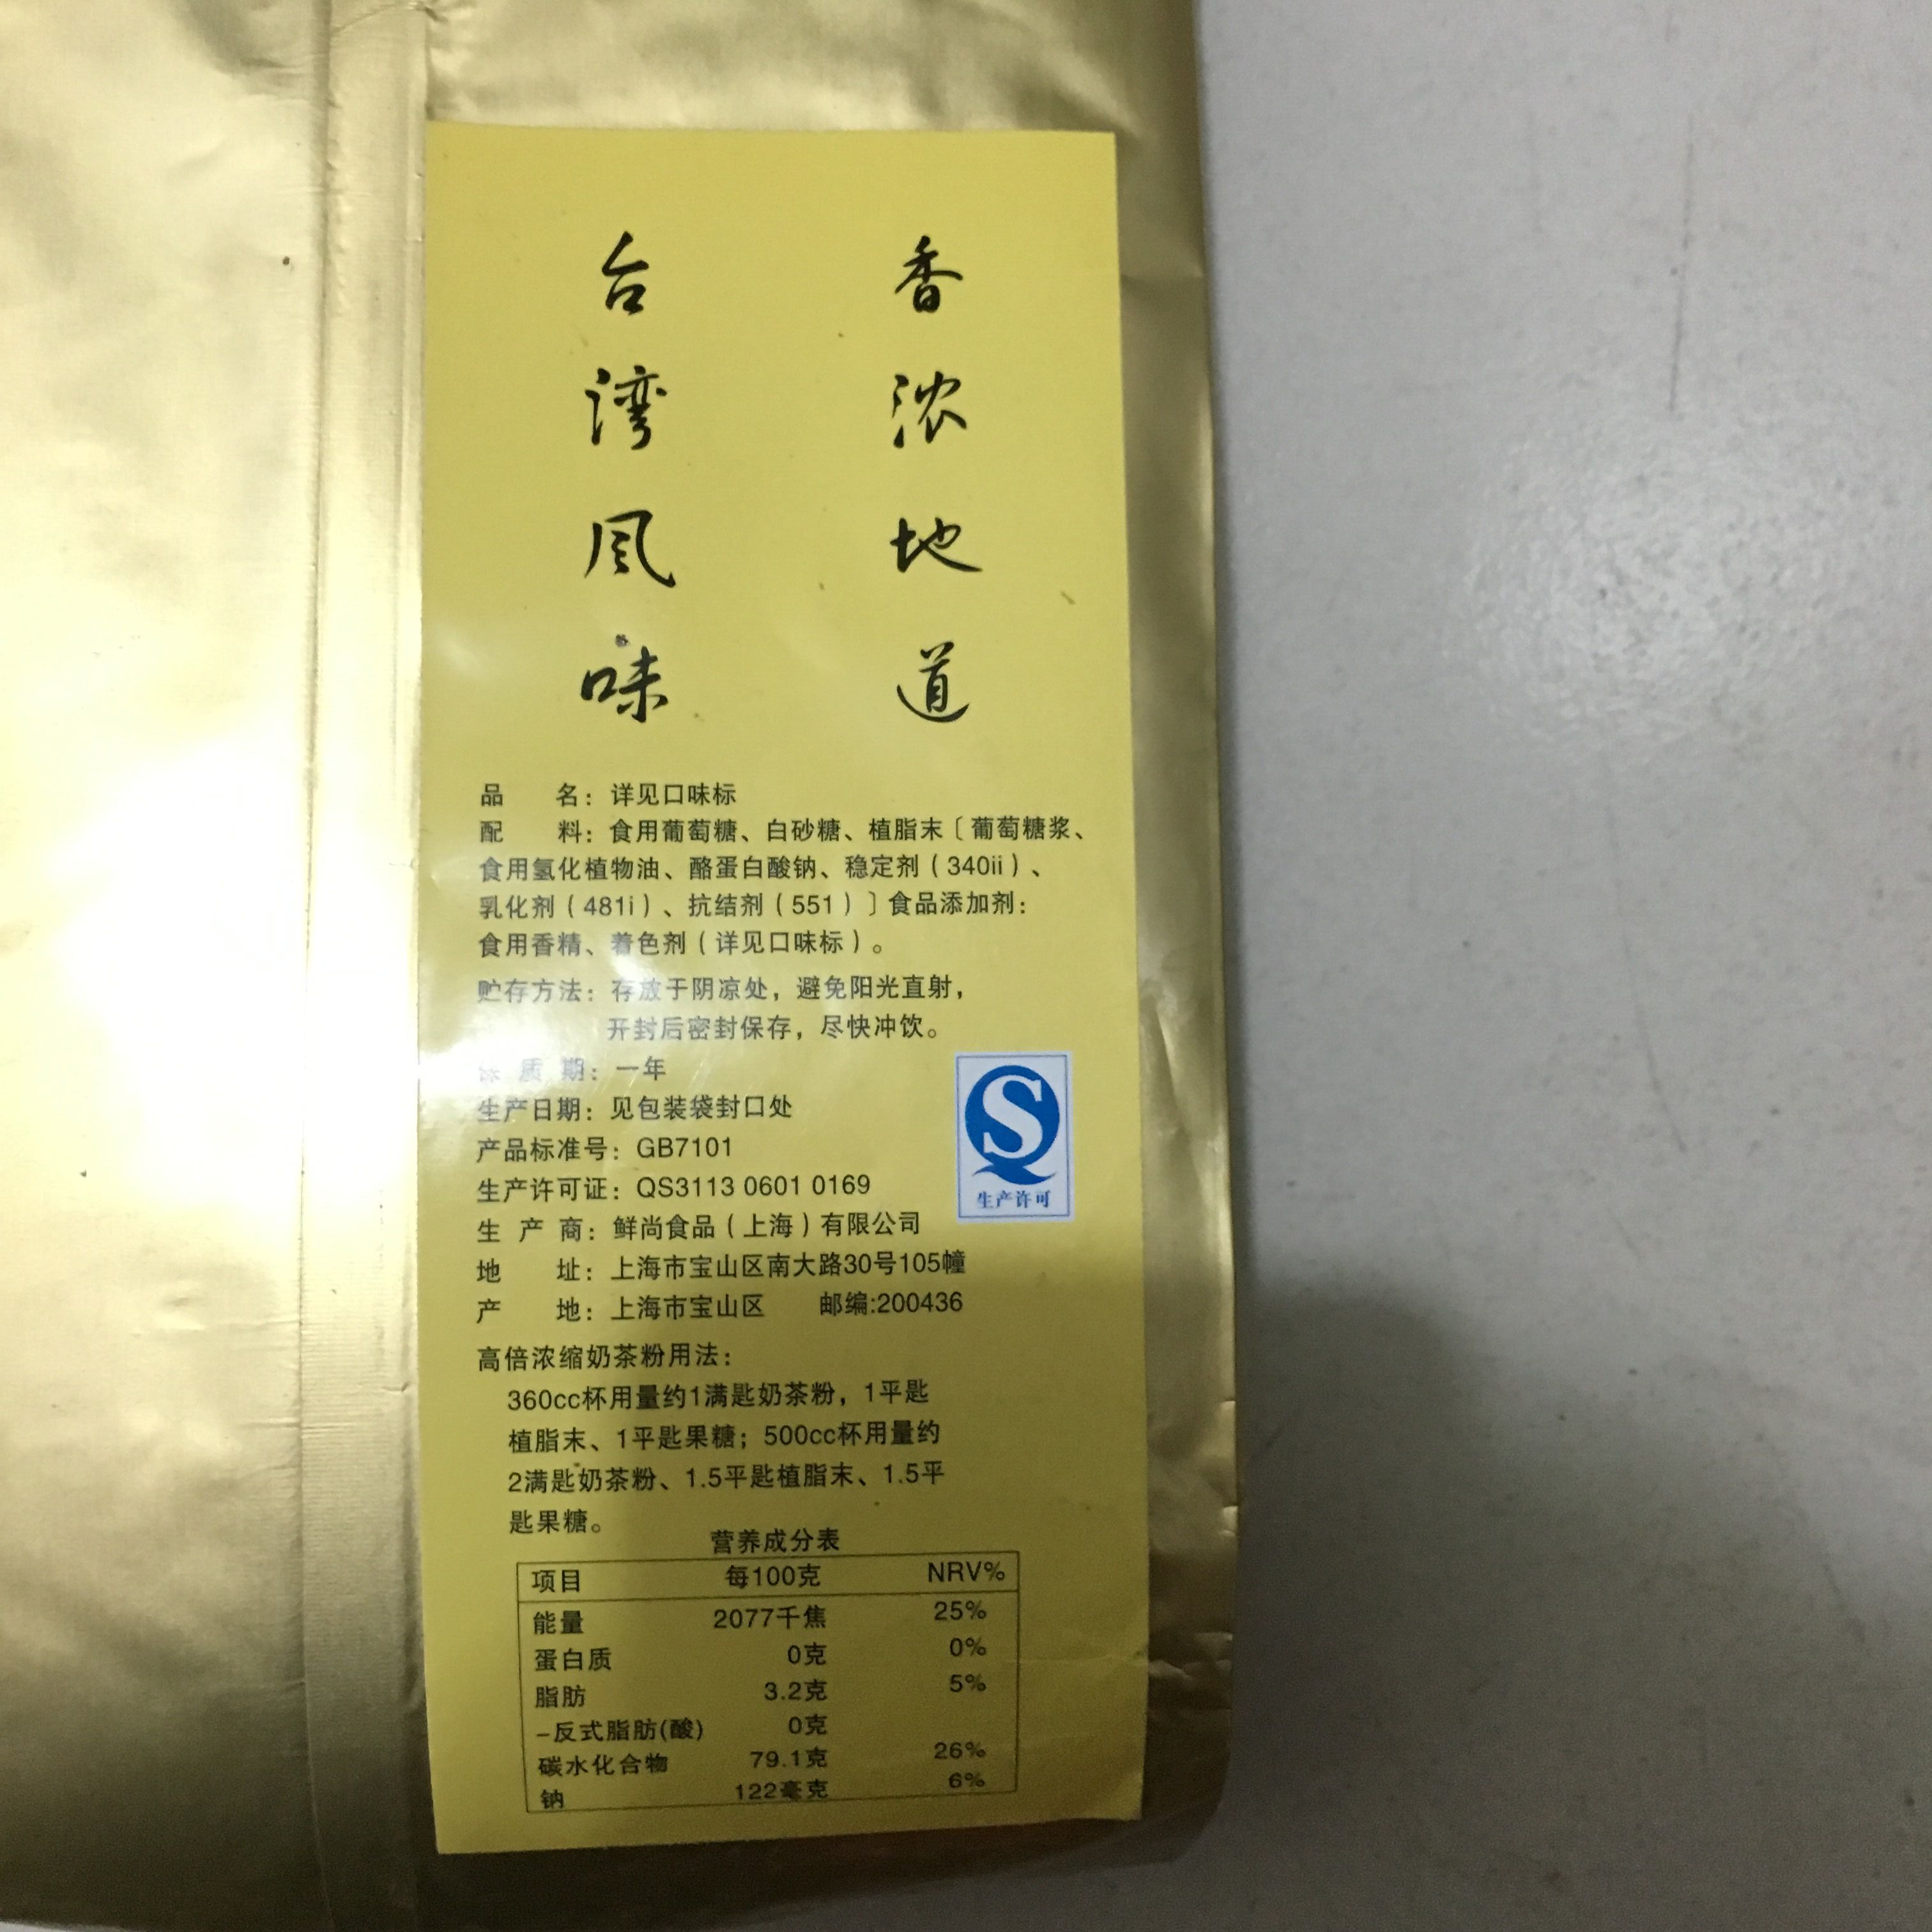 香浓地道
台湾风味
品 名：详见口味标
配 料：食用葡萄糖、白砂糖、植脂末〔葡萄糖浆、
食用氢化植物油、酪蛋白酸钠、稳定剂（340ii）、
乳化剂（481i）、抗结剂（551）〕食品添加剂：
食用香精、着色剂（详见口味标）。
贮存方法：存放于阴凉处，避免阳光直射，
开封后密封保存，尽快冲饮。
保 质 期：一年
生产日期：见包装袋封口处
产品标准号：GB7101
生产许可证：QS3113 0601 0169
生产许可
生 产 商：鲜尚食品（上海）有限公司
地 址：上海市宝山区南大路30号105幢
产 地：上海市宝山区 邮编:200436
高倍浓缩奶茶粉用法：
360cc杯用量约1满匙奶茶粉，1平匙
植脂末、1平匙果糖；500cc杯用量约
2满匙奶茶粉、1.5平匙植脂末、1.5平
匙果糖。
营养成分表
项目 每100克 NRV%
能量 2077千焦 25%
蛋白质 0克 0%
脂肪 3.2克 5%
–反式脂肪(酸) 0克
碳水化合物 79.1克 26%
钠 122毫克 6%